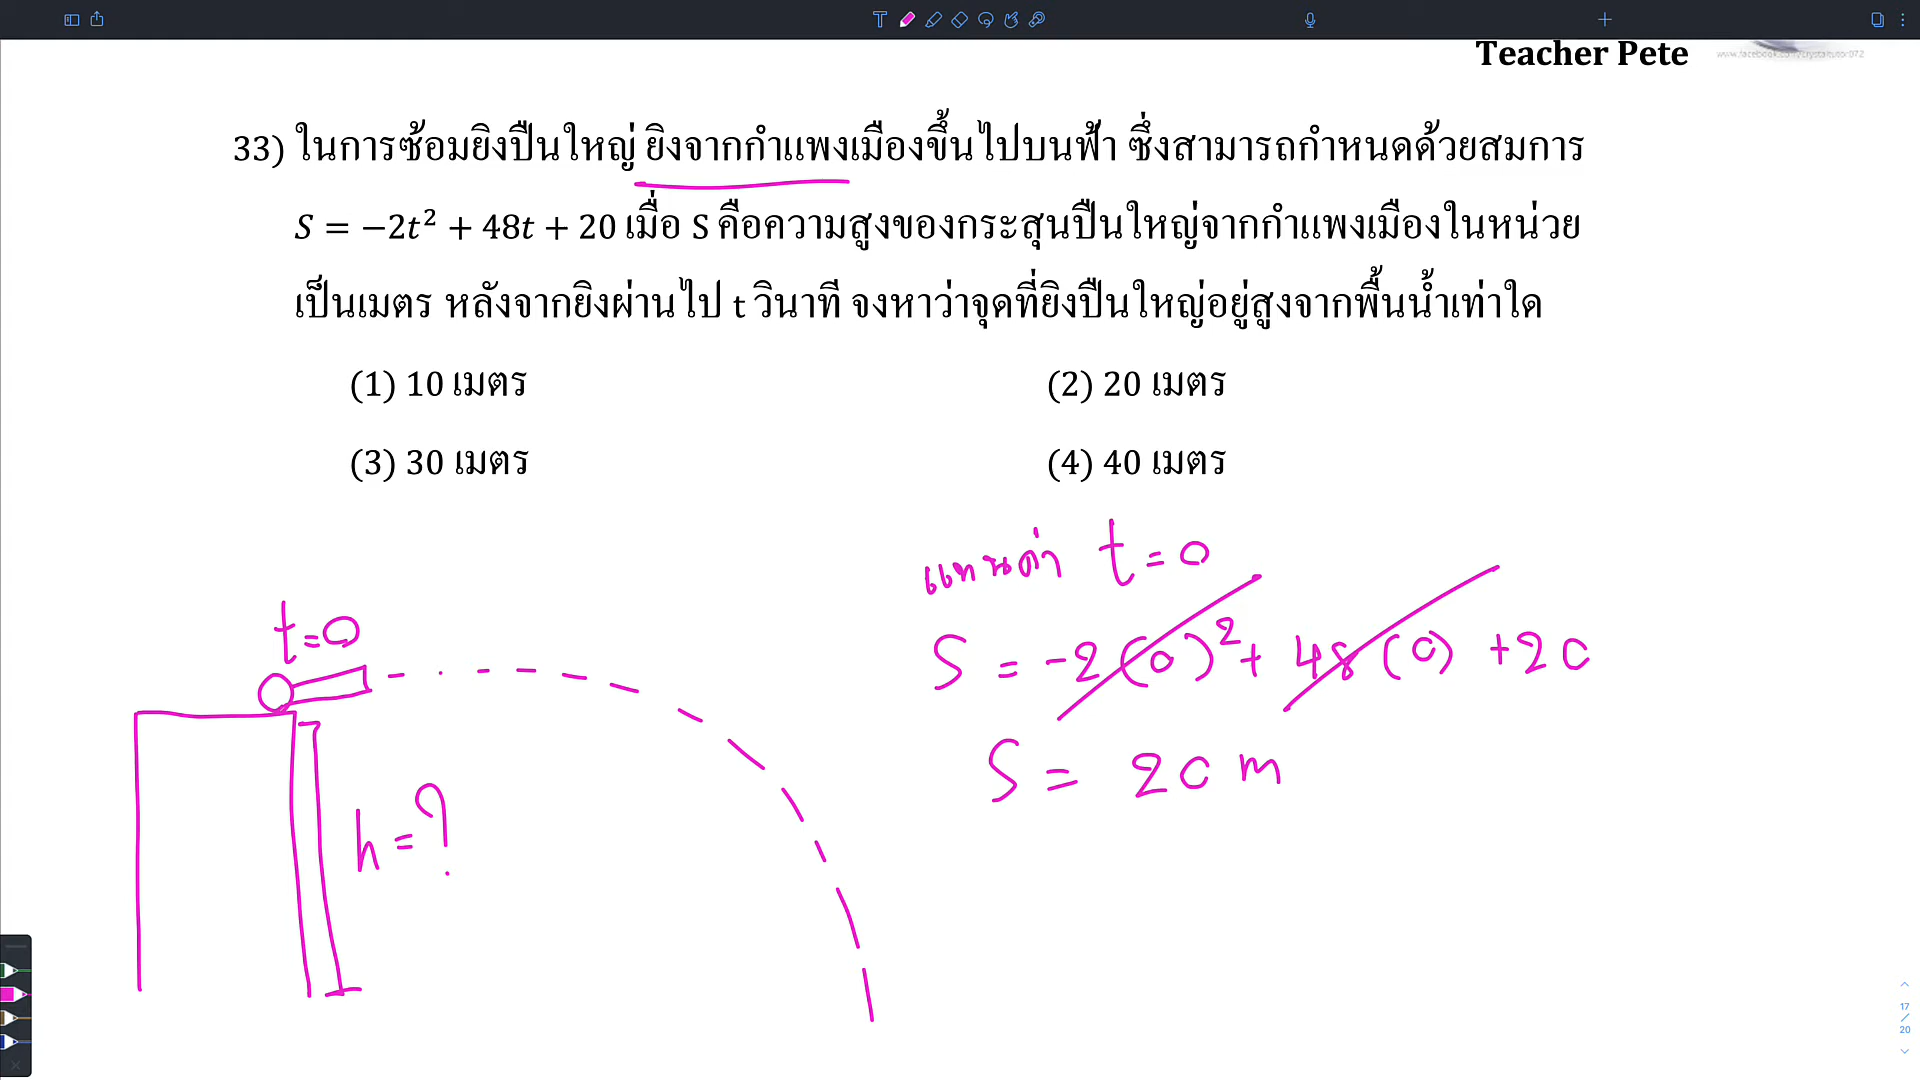 Teacher Pete
www.facebook.com/crystaltutor072
33) ในการซ้อมยิงปืนใหญ่ ยิงจากกำแพงเมืองขึ้นไปบนฟ้า ซึ่งสามารถกำหนดด้วยสมการ
S = −2t² + 48t + 20 เมื่อ S คือความสูงของกระสุนปืนใหญ่จากกำแพงเมืองในหน่วย
เป็นเมตร หลังจากยิงผ่านไป t วินาที จงหาว่าจุดที่ยิงปืนใหญ่อยู่สูงจากพื้นน้ำเท่าใด
(1) 10 เมตร (2) 20 เมตร
(3) 30 เมตร (4) 40 เมตร
แทนค่า t = 0
S = -2(0)² + 48(0) + 20
S = 20 m
t=0
h=?
17
/
20